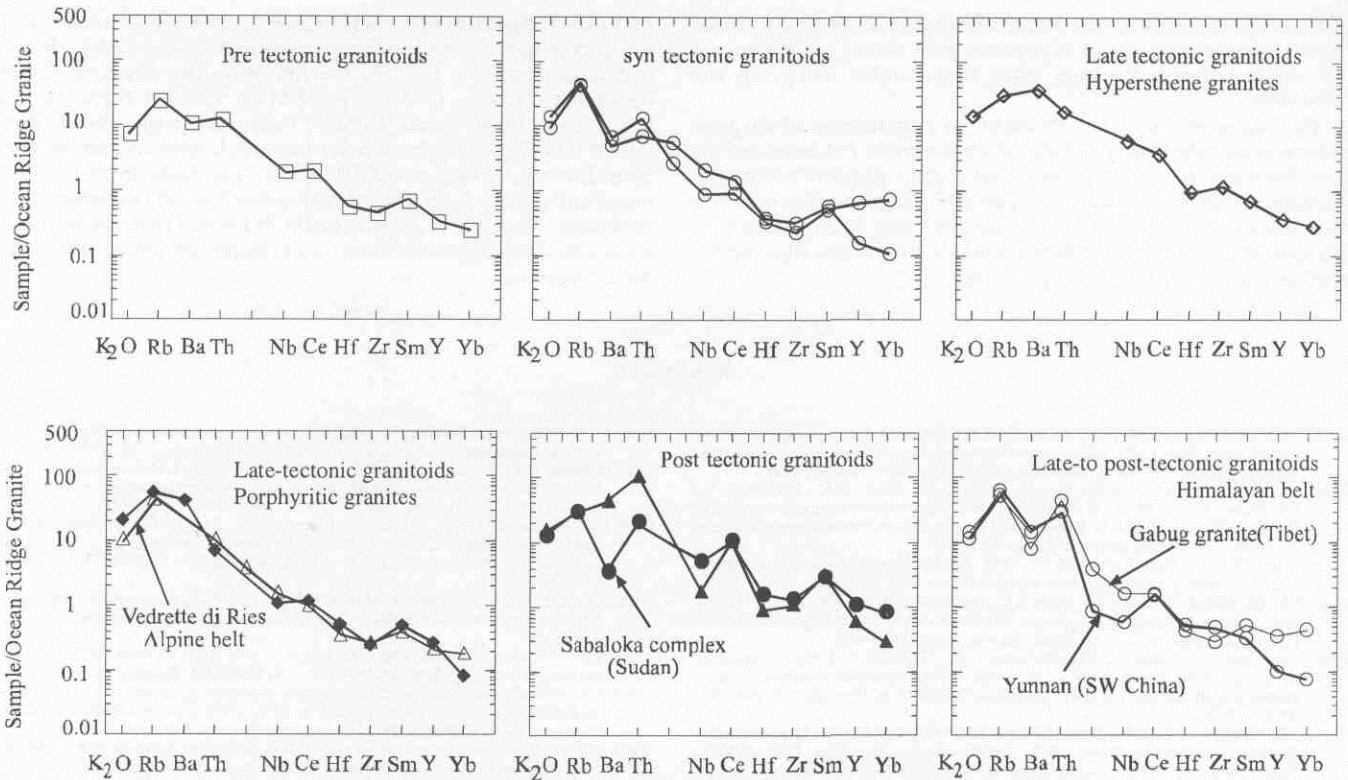 500
100
10
1
0.1
0.01
Sample/Ocean Ridge Granite
Pre tectonic granitoids
K2O Rb Ba Th Nb Ce Hf Zr Sm Y Yb
syn tectonic granitoids
K2O Rb Ba Th Nb Ce Hf Zr Sm Y Yb
Late tectonic granitoids
Hypersthene granites
K2O Rb Ba Th Nb Ce Hf Zr Sm Y Yb
500
100
10
1
0.1
0.01
Sample/Ocean Ridge Granite
Late-tectonic granitoids
Porphyritic granites
Vedrette di Ries
Alpine belt
K2O Rb Ba Th Nb Ce Hf Zr Sm Y Yb
Post tectonic granitoids
Sabaloka complex
(Sudan)
K2O Rb Ba Th Nb Ce Hf Zr Sm Y Yb
Late-to post-tectonic granitoids
Himalayan belt
Gabug granite(Tibet)
Yunnan (SW China)
K2O Rb Ba Th Nb Ce Hf Zr Sm Y Yb